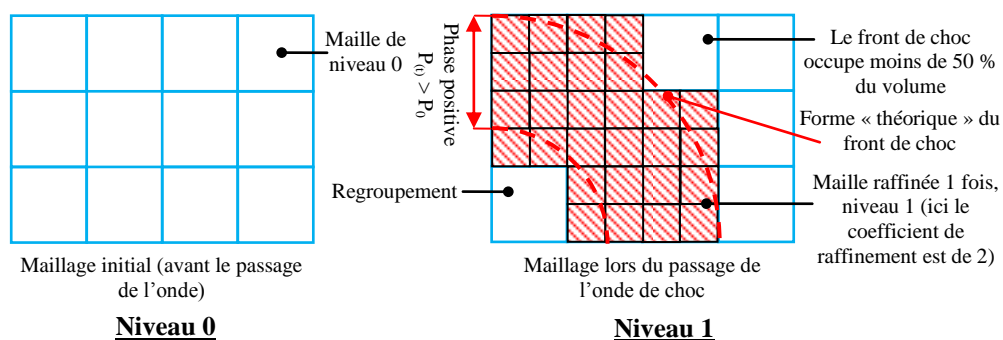 Maille de
niveau 0
Maillage initial (avant le passage
de l’onde)
Niveau 0
Phase positive
P(t) > P0
Regroupement
Le front de choc
occupe moins de 50 %
du volume
Forme « théorique » du
front de choc
Maille raffinée 1 fois,
niveau 1 (ici le
coefficient de
raffinement est de 2)
Maillage lors du passage de
l’onde de choc
Niveau 1